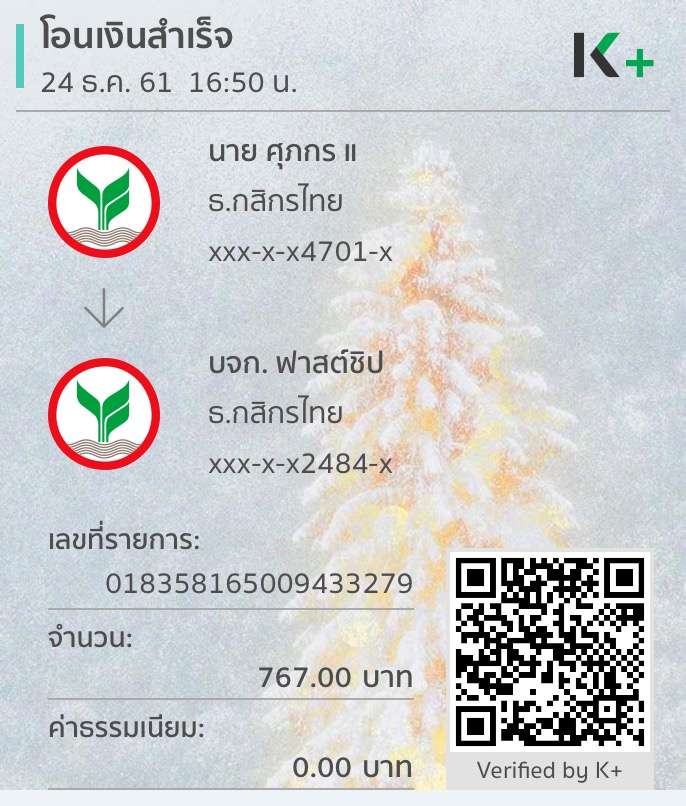 โอนเงินสำเร็จ
24 ธ.ค. 61 16:50 น.
K+
นาย ศุภกร แ
ธ.กสิกรไทย
xxx-x-x4701-x
บจก. ฟาสต์ชิป
ธ.กสิกรไทย
xxx-x-x2484-x
เลขที่รายการ:
018358165009433279
จำนวน:
767.00 บาท
ค่าธรรมเนียม:
0.00 บาท
Verified by K+